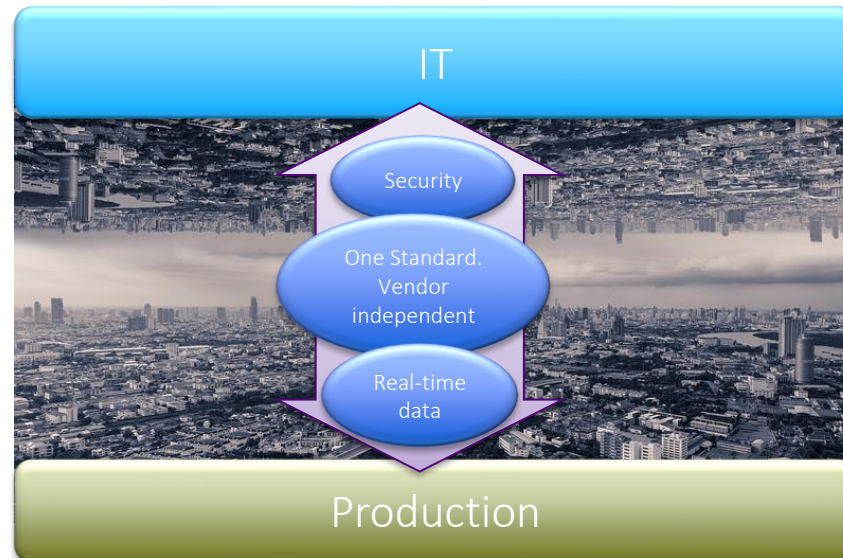 IT
Security
One Standard.
Vendor
independent
Real-time
data
Production